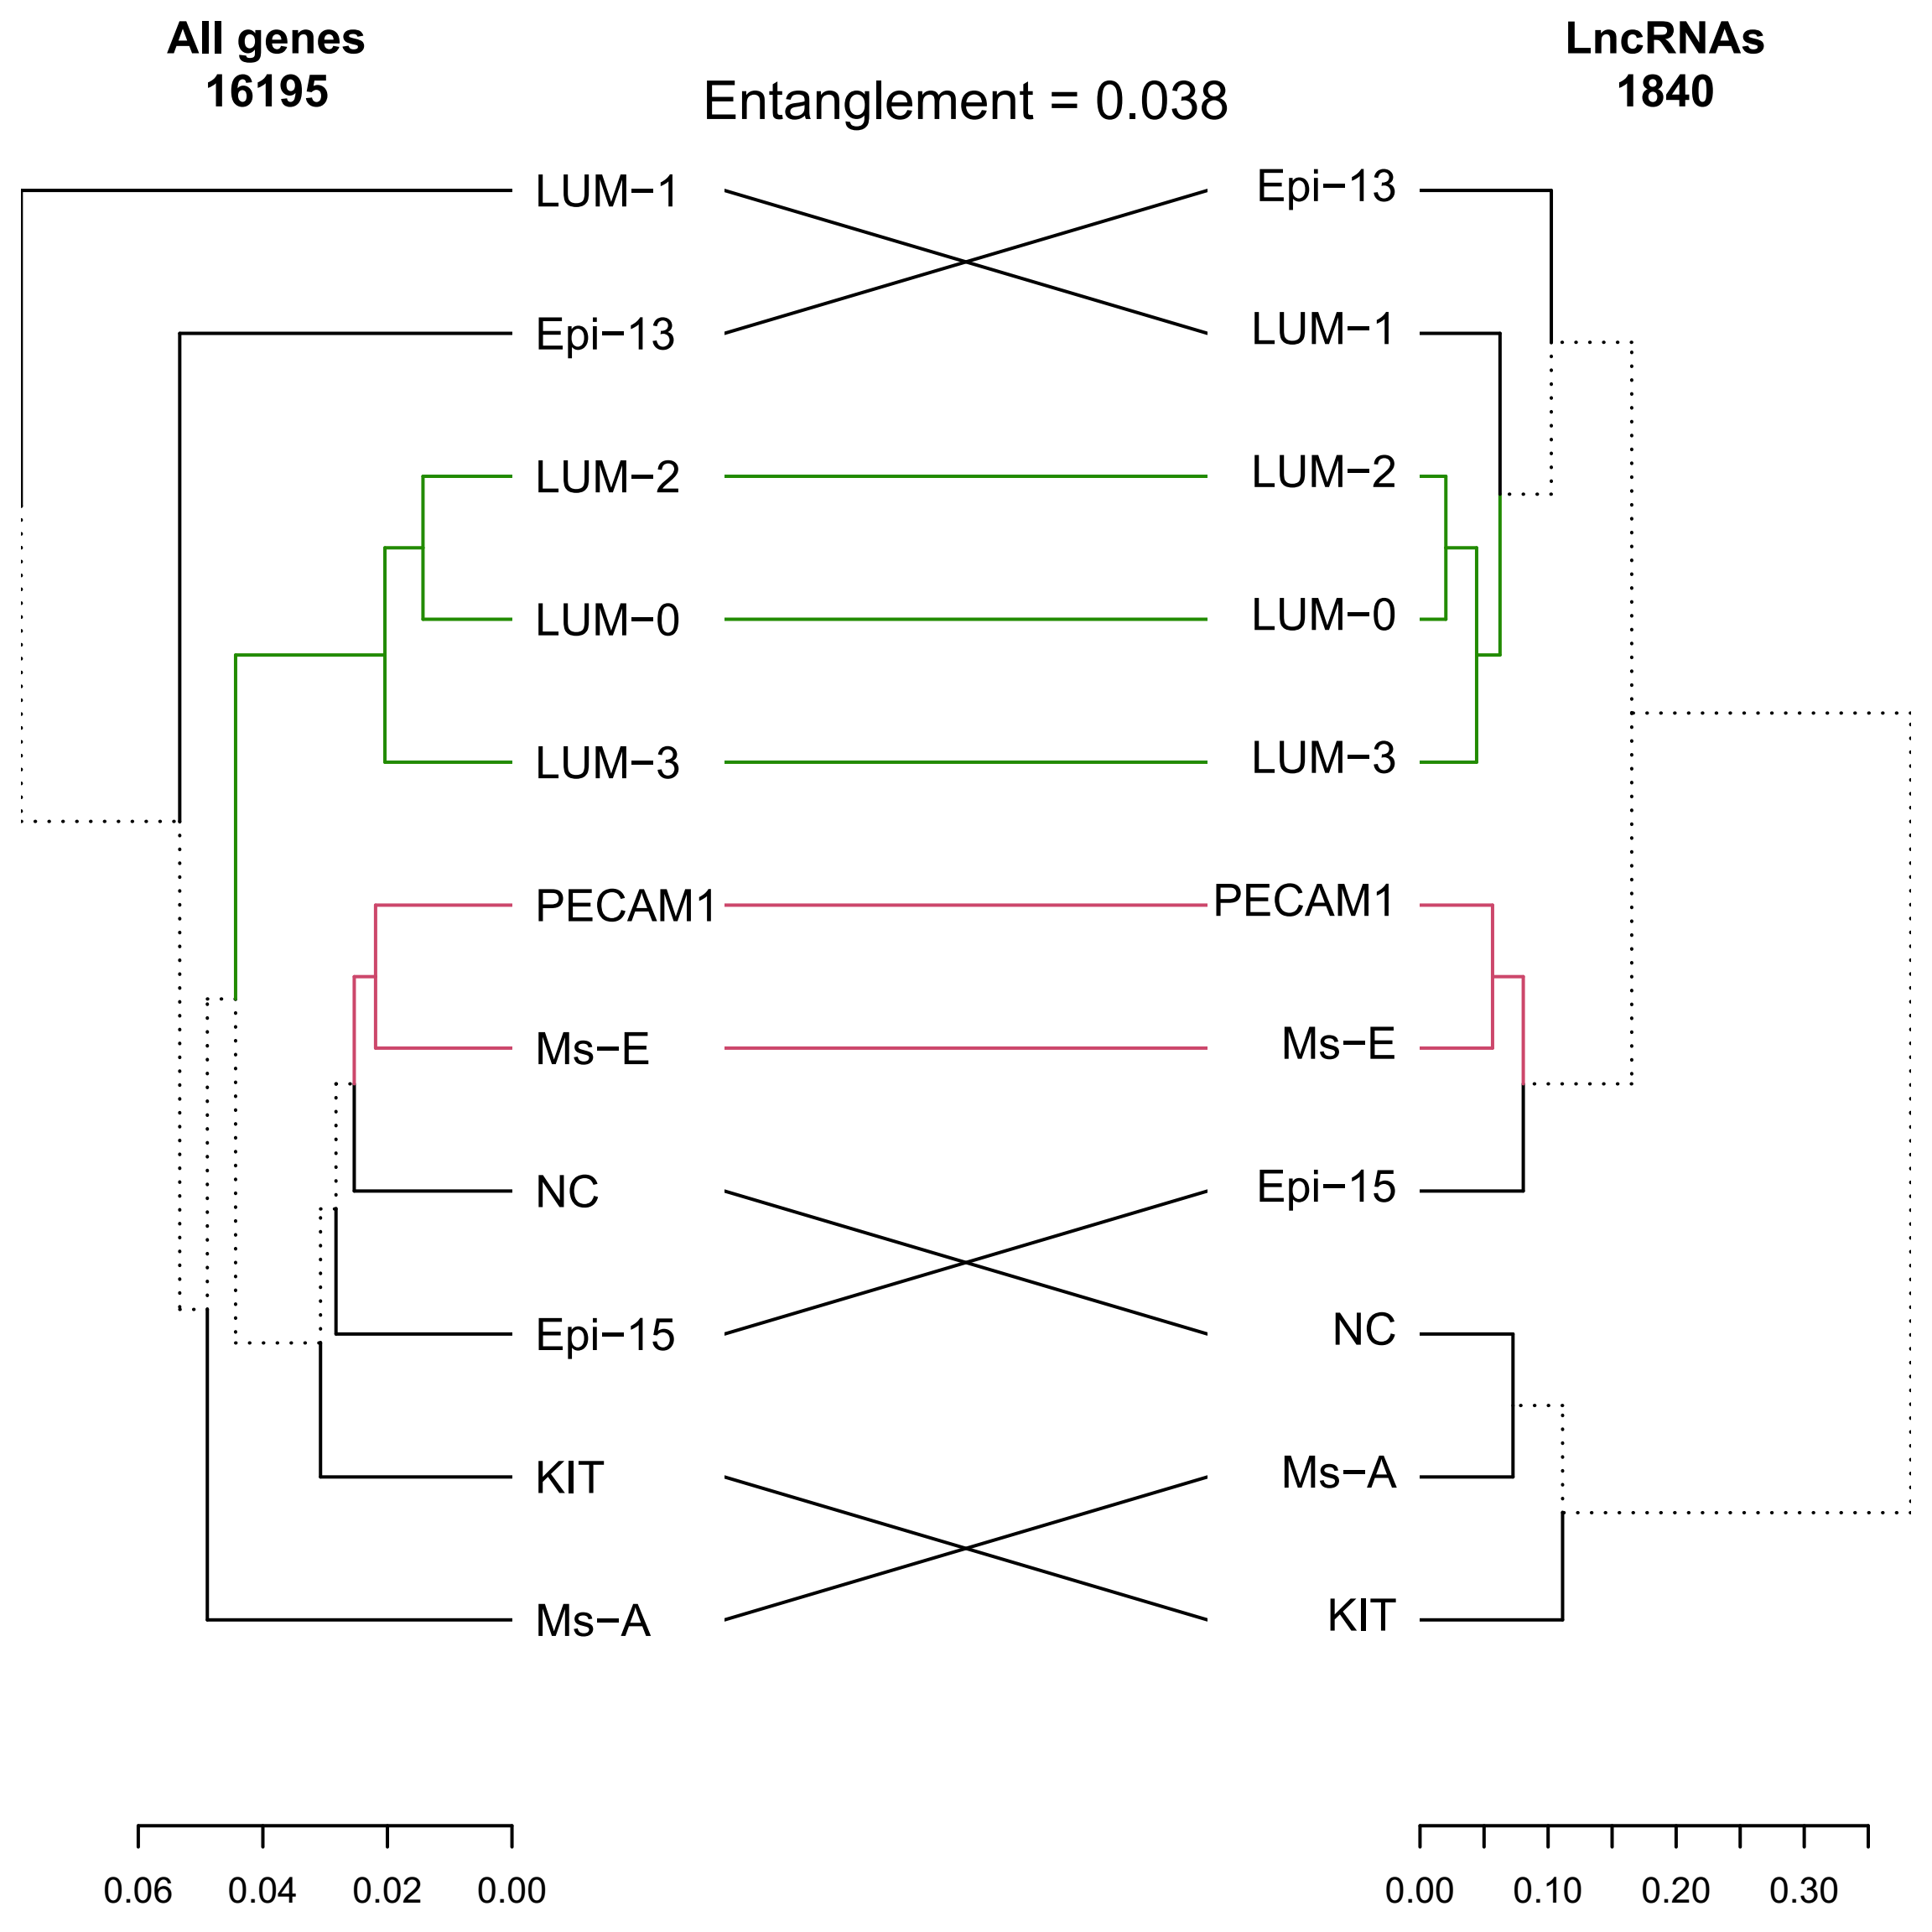 All genes
16195
Entanglement = 0.038
LncRNAs
1840
LUM−1
Epi−13
Epi−13
LUM−1
LUM−2
LUM−2
LUM−0
LUM−0
LUM−3
LUM−3
PECAM1
PECAM1
Ms−E
Ms−E
NC
Epi−15
Epi−15
NC
KIT
Ms−A
Ms−A
KIT
0.06 0.04 0.02 0.00
0.00 0.10 0.20 0.30